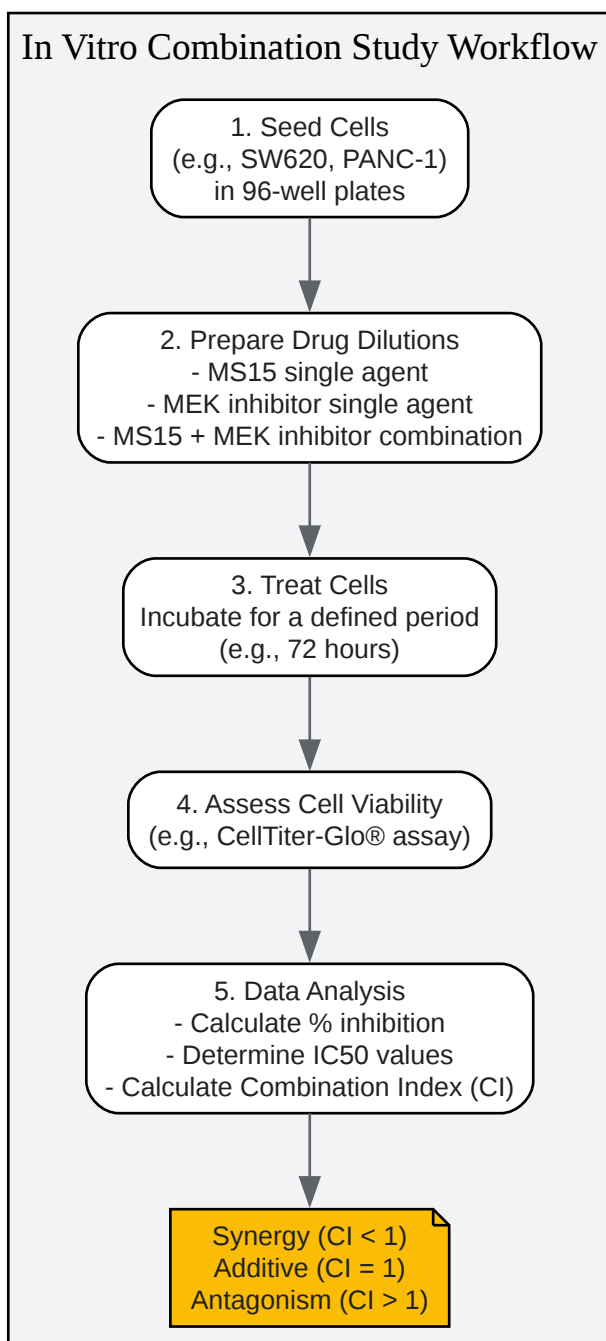 In Vitro Combination Study Workflow
1. Seed Cells
(e.g., SW620, PANC-1)
in 96-well plates
2. Prepare Drug Dilutions
- MS15 single agent
- MEK inhibitor single agent
- MS15 + MEK inhibitor combination
3. Treat Cells
Incubate for a defined period
(e.g., 72 hours)
4. Assess Cell Viability
(e.g., CellTiter-Glo® assay)
5. Data Analysis
- Calculate % inhibition
- Determine IC50 values
- Calculate Combination Index (CI)
Synergy (CI < 1)
Additive (CI = 1)
Antagonism (CI > 1)